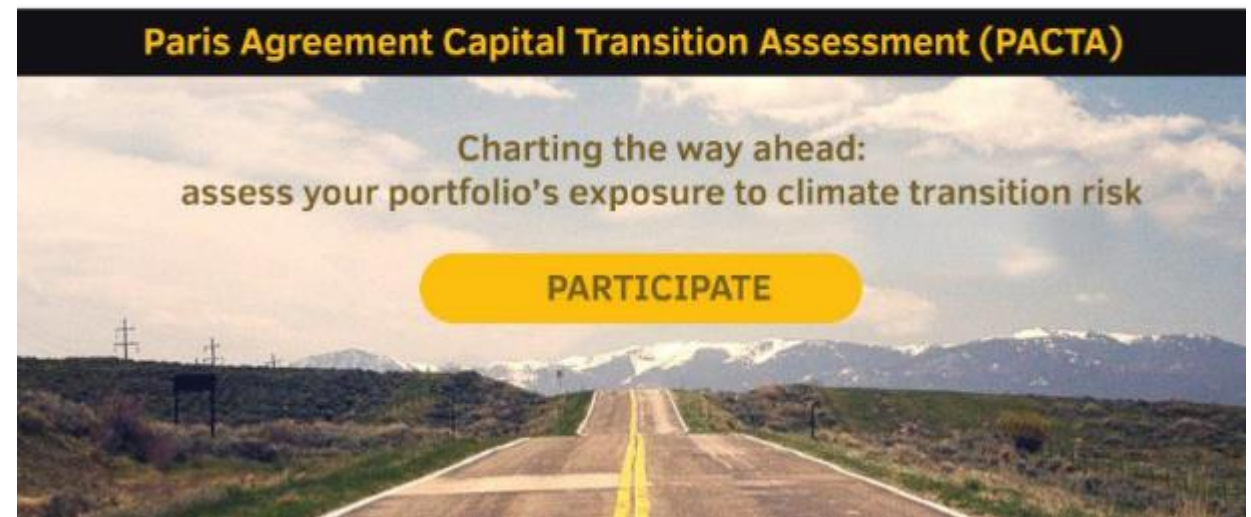 Paris Agreement Capital Transition Assessment (PACTA)
Charting the way ahead:
assess your portfolio's exposure to climate transition risk
PARTICIPATE